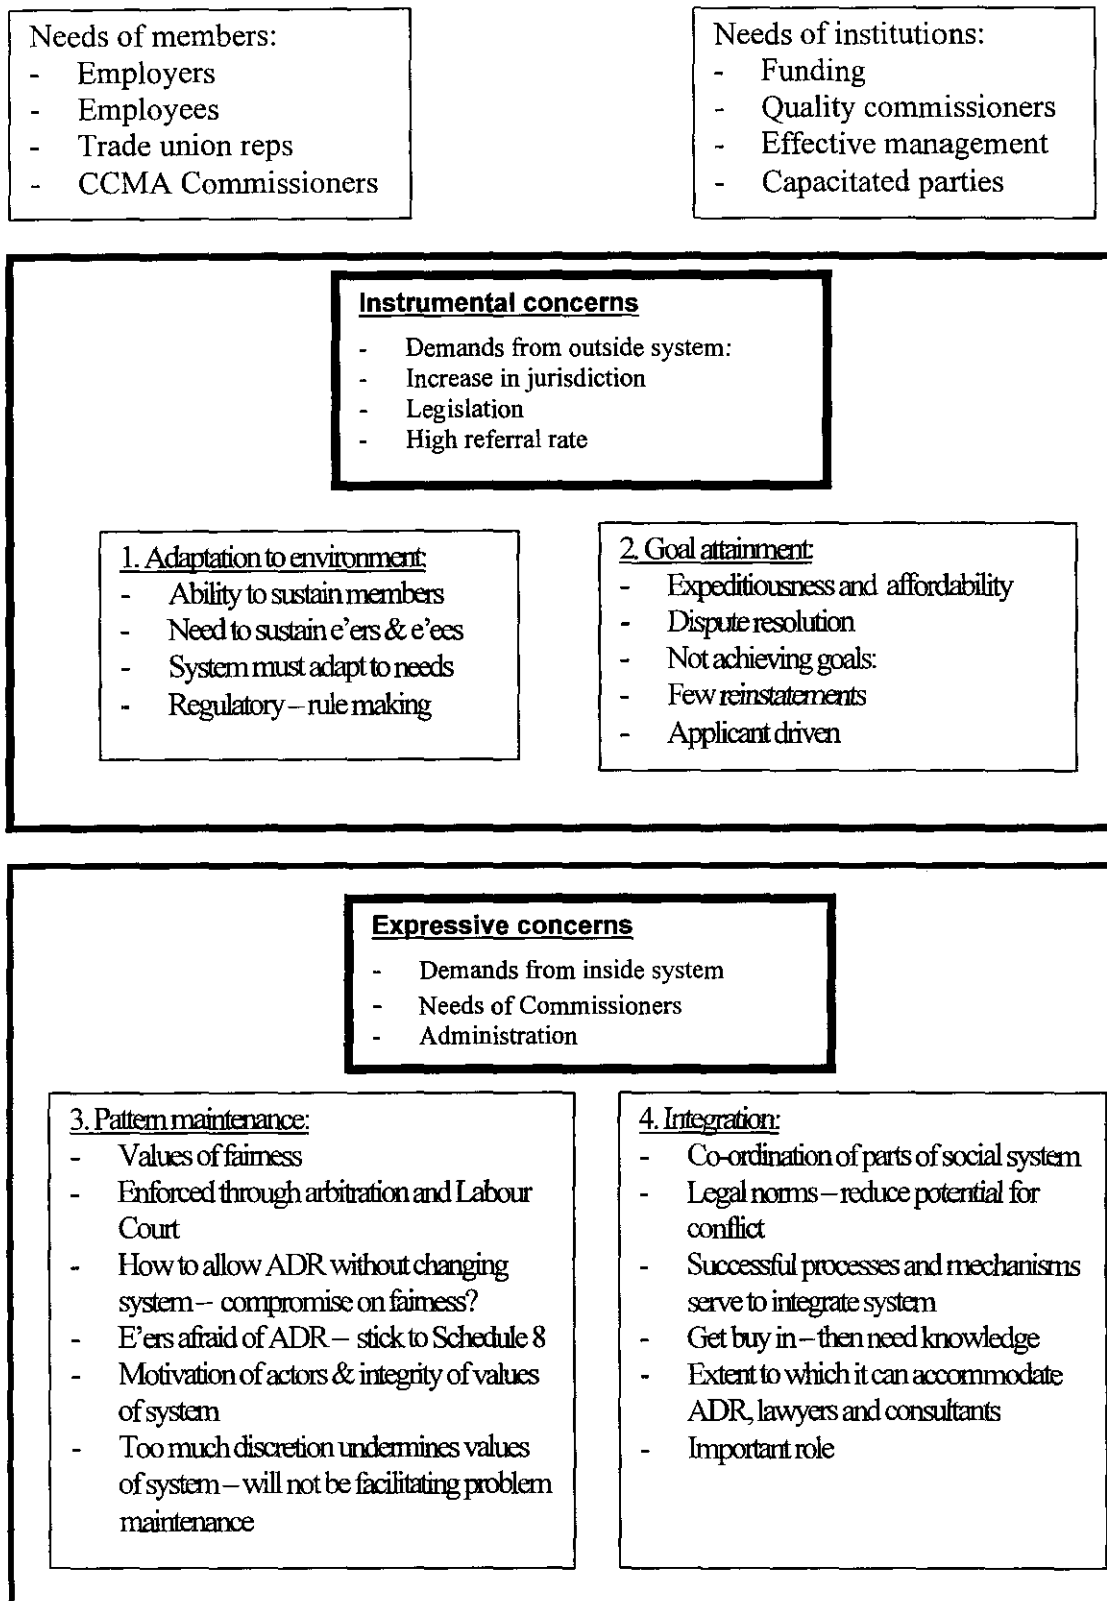 Needs of members:
- Employers
- Employees
- Trade union reps
- CCMA Commissioners
Needs of institutions:
- Funding
- Quality commissioners
- Effective management
- Capacitated parties
Instrumental concerns
- Demands from outside system:
- Increase in jurisdiction
- Legislation
- High referral rate
1. Adaptation to environment:
- Ability to sustain members
- Need to sustain e'ers & e'ees
- System must adapt to needs
- Regulatory – rule making
2. Goal attainment:
- Expeditiousness and affordability
- Dispute resolution
- Not achieving goals:
- Few reinstatements
- Applicant driven
Expressive concerns
- Demands from inside system
- Needs of Commissioners
- Administration
3. Pattern maintenance:
- Values of fairness
- Enforced through arbitration and Labour
Court
- How to allow ADR without changing
system – compromise on fairness?
- E'ers afraid of ADR – stick to Schedule 8
- Motivation of actors & integrity of values
of system
- Too much discretion undermines values
of system – will not be facilitating problem
maintenance
4. Integration:
- Co-ordination of parts of social system
- Legal norms – reduce potential for
conflict
- Successful processes and mechanisms
serve to integrate system
- Get buy in – then need knowledge
- Extent to which it can accommodate
ADR, lawyers and consultants
- Important role